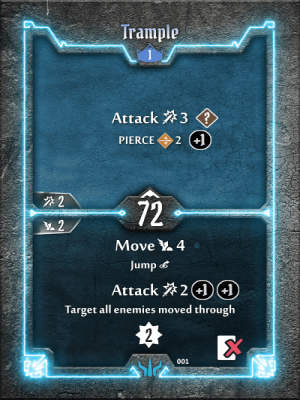 Trample
1
Attack 3 ?
PIERCE 2 +1
2
72
2
Move 4
Jump
Attack 2 +1 +1
Target all enemies moved through
2
001